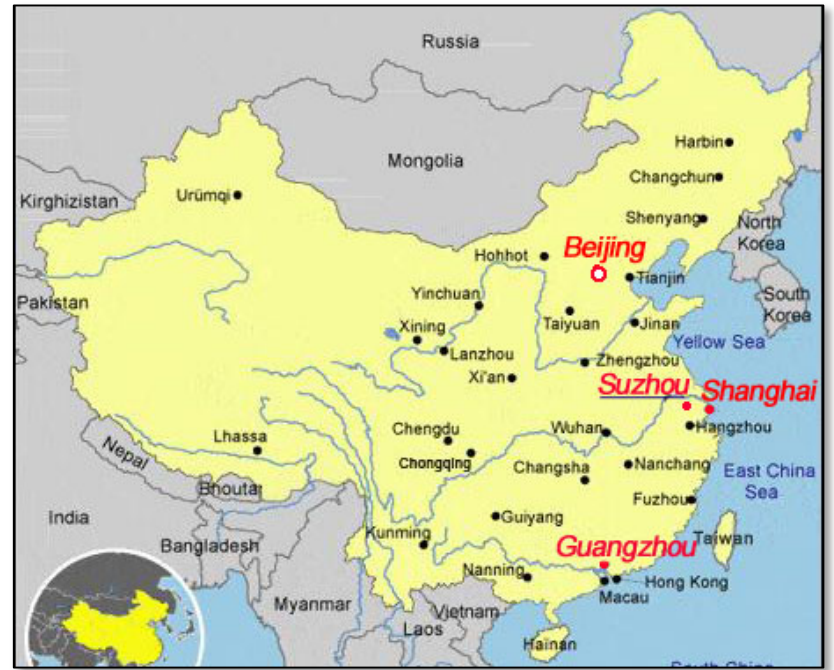 Russia
Mongolia
Harbin
Changchun
Kirghizistan
Urümqi
Shenyang
North
Korea
Hohhot
Beijing
Tianjin
Pakistan
Yinchuan
South
Korea
Taiyuan
Jinan
Xining
Yellow Sea
Lanzhou
Zhengzhou
Xi'an
Suzhou
Shanghai
Hangzhou
Wuhan
Chengdu
Lhassa
Nepal
Chongqing
Changsha
Nanchang
East China
Sea
Bhouta
Fuzhou
India
Guiyang
Kunming
Taiwan
Bangladesh
Guangzhou
Nanning
Hong Kong
Macau
Myanmar
Vietnam
Laos
Hainan